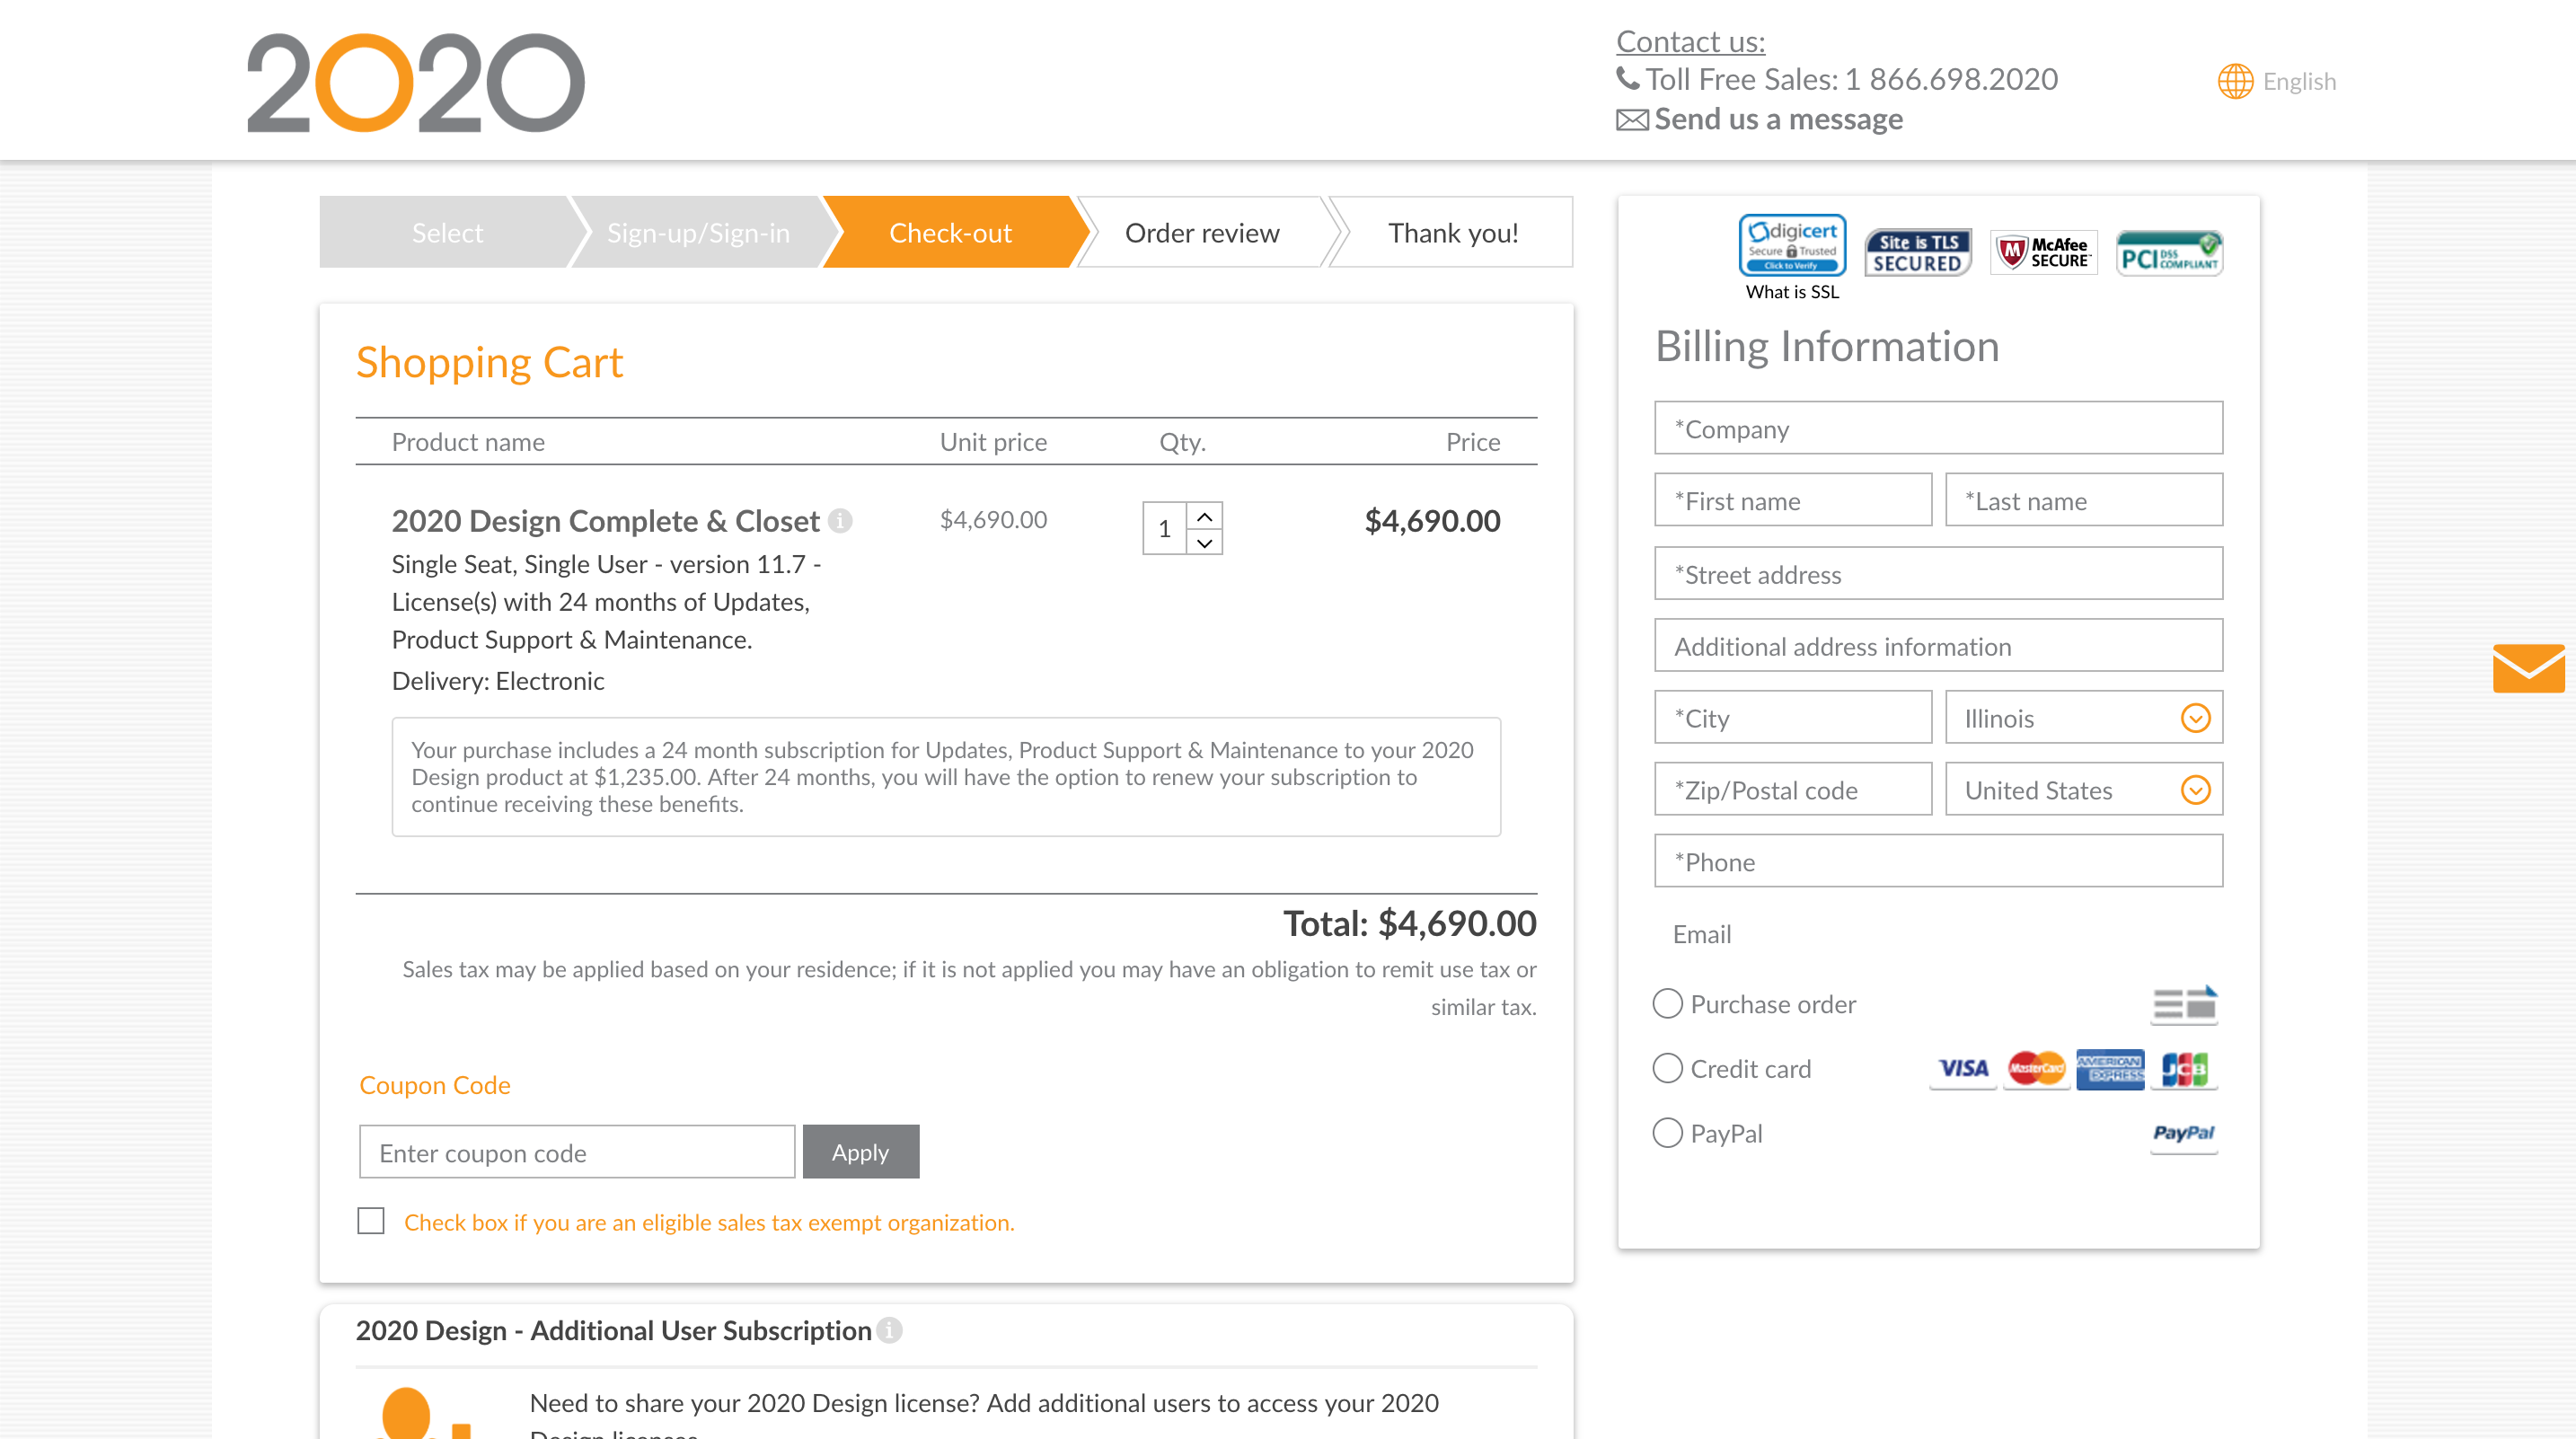 2020
Contact us:
Toll Free Sales: 1 866.698.2020
Send us a message
English
Select
Sign-up/Sign-in
Check-out
Order review
Thank you!
Shopping Cart
Product name Unit price Qty. Price
2020 Design Complete & Closet i $4,690.00 1 $4,690.00
Single Seat, Single User - version 11.7 -
License(s) with 24 months of Updates,
Product Support & Maintenance.
Delivery: Electronic
Your purchase includes a 24 month subscription for Updates, Product Support & Maintenance to your 2020
Design product at $1,235.00. After 24 months, you will have the option to renew your subscription to
continue receiving these benefits.
Total: $4,690.00
Sales tax may be applied based on your residence; if it is not applied you may have an obligation to remit use tax or
similar tax.
Coupon Code
Enter coupon code
Apply
Check box if you are an eligible sales tax exempt organization.
2020 Design - Additional User Subscription i
Need to share your 2020 Design license? Add additional users to access your 2020
Design licenses
digicert
Secure Trusted
Click to Verify
What is SSL
Site is TLS
SECURED
M McAfee
SECURE™
PCI DSS
COMPLIANT
Billing Information
*Company
*First name
*Last name
*Street address
Additional address information
*City
Illinois
*Zip/Postal code
United States
*Phone
Email
Purchase order
Credit card
VISA
MasterCard
AMERICAN
EXPRESS
JCB
PayPal
PayPal